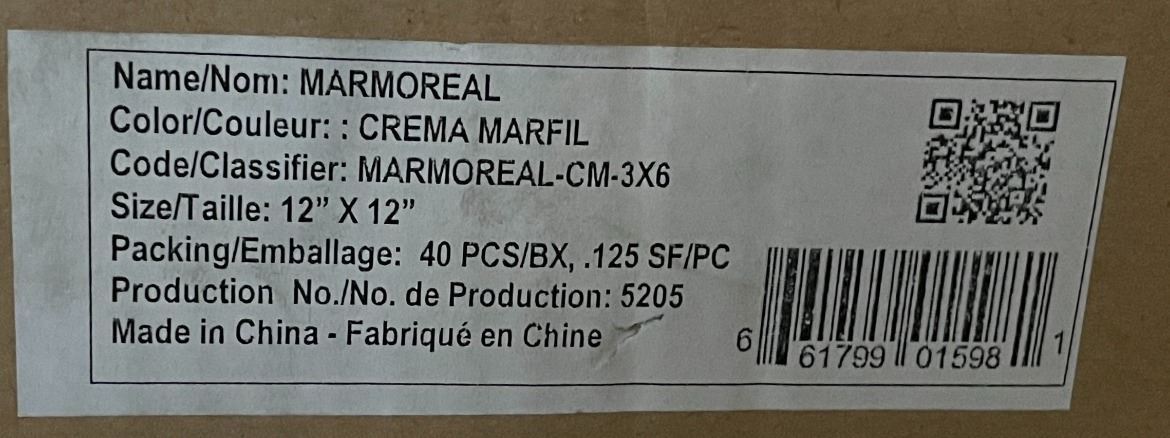 Name/Nom: MARMOREAL
Color/Couleur: : CREMA MARFIL
Code/Classifier: MARMOREAL-CM-3X6
Size/Taille: 12” X 12”
Packing/Emballage: 40 PCS/BX, .125 SF/PC
Production No./No. de Production: 5205
Made in China - Fabriqué en Chine
6 61799 01598 1